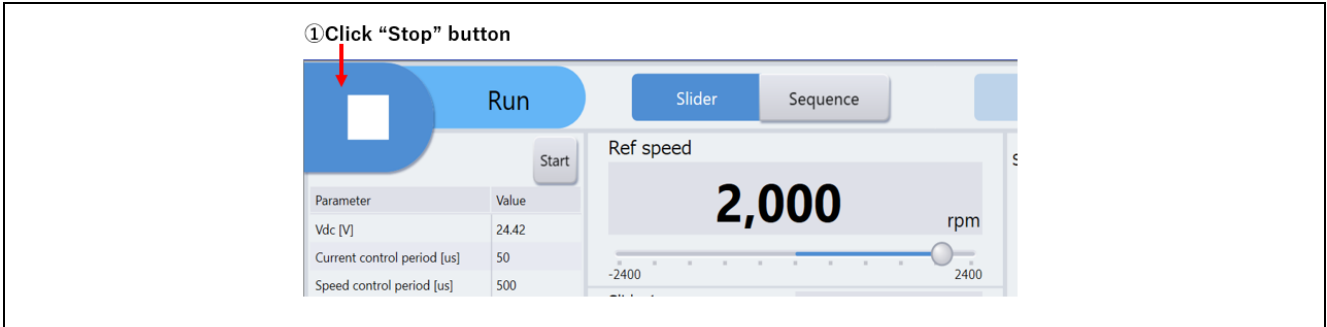 ①Click “Stop” button
Run
Slider
Sequence
Start
Ref speed
2,000
rpm
-2400
2400
Parameter Value
Vdc [V] 24.42
Current control period [us] 50
Speed control period [us] 500